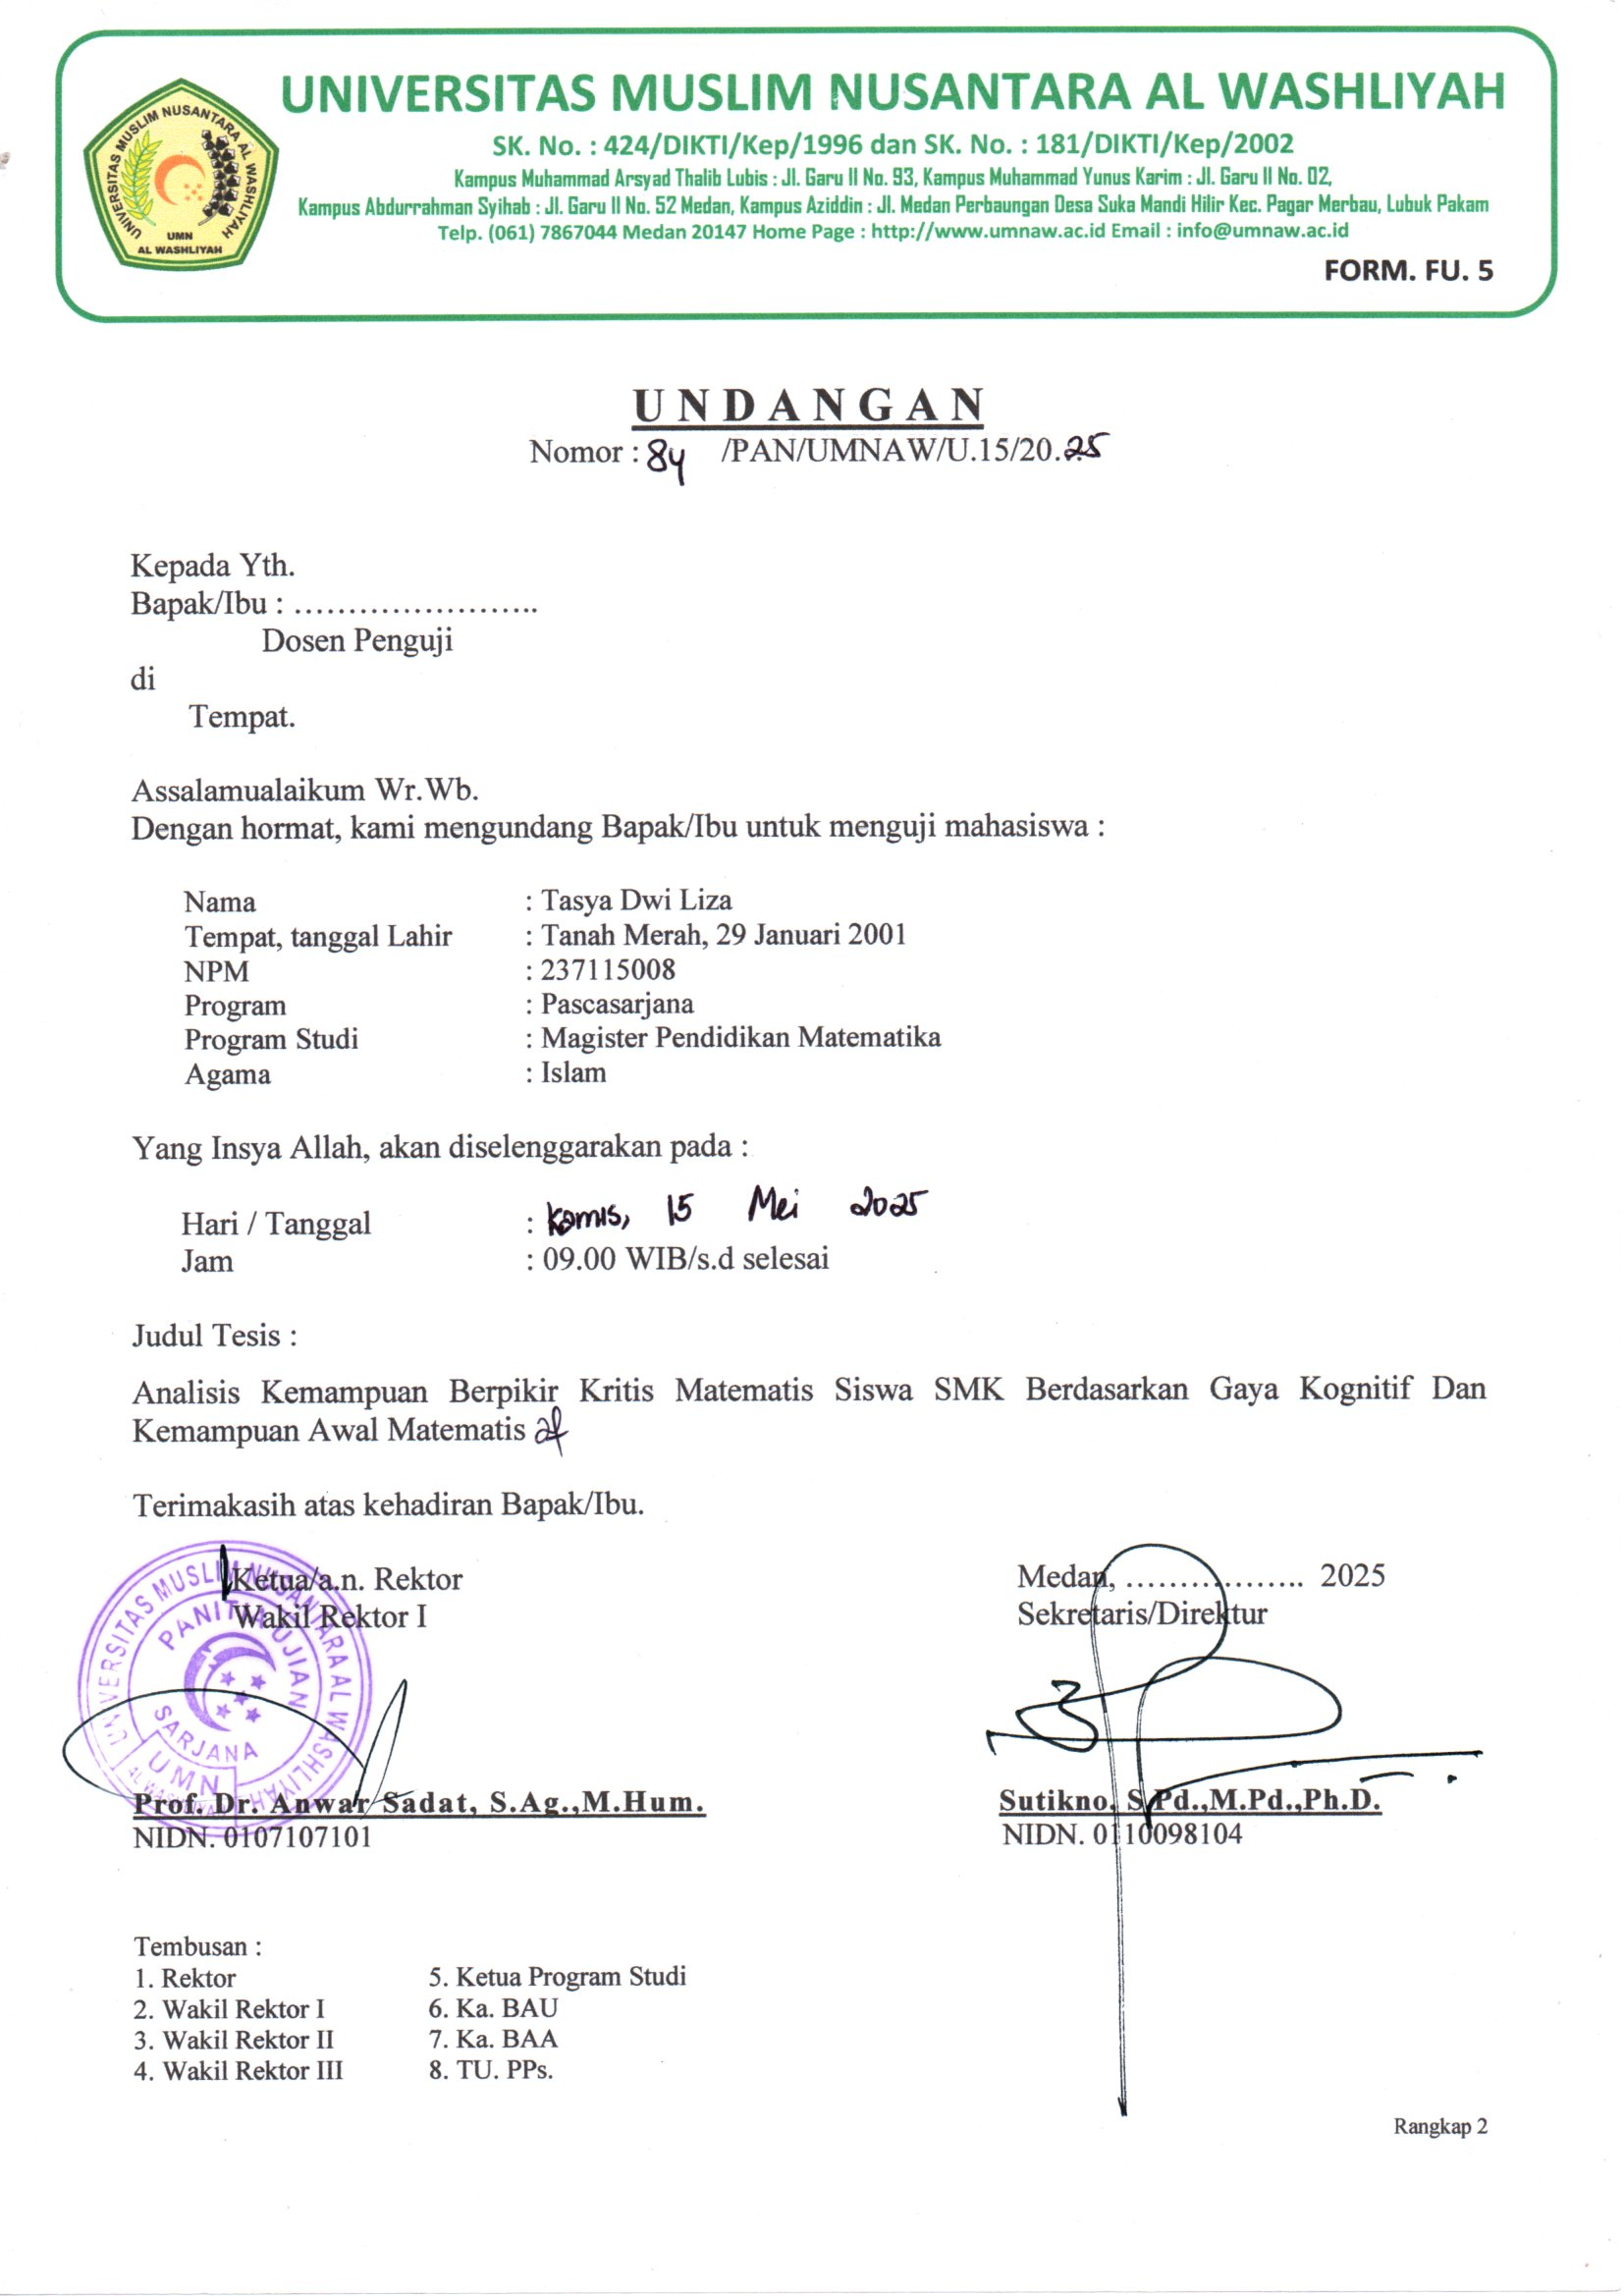 UNIVERSITAS MUSLIM NUSANTARA AL WASHLIYAH
UMN
AL WASHLIYAH
UNIVERSITAS MUSLIM NUSANTARA AL WASHLIYAH
SK. No. : 424/DIKTI/Kep/1996 dan SK. No. : 181/DIKTI/Kep/2002
Kampus Muhammad Arsyad Thalib Lubis : Jl. Garu II No. 93, Kampus Muhammad Yunus Karim : Jl. Garu II No. 02,
Kampus Abdurrahman Syihab : Jl. Garu II No. 52 Medan, Kampus Aziddin : Jl. Medan Perbaungan Desa Suka Mandi Hilir Kec. Pagar Merbau, Lubuk Pakam
Telp. (061) 7867044 Medan 20147 Home Page : http://www.umnaw.ac.id Email : info@umnaw.ac.id
FORM. FU. 5
UNDANGAN
Nomor : 84 /PAN/UMNAW/U.15/20.25
Kepada Yth.
Bapak/Ibu : ……………………..
Dosen Penguji
di
Tempat.
Assalamualaikum Wr.Wb.
Dengan hormat, kami mengundang Bapak/Ibu untuk menguji mahasiswa :
Nama : Tasya Dwi Liza
Tempat, tanggal Lahir : Tanah Merah, 29 Januari 2001
NPM : 237115008
Program : Pascasarjana
Program Studi : Magister Pendidikan Matematika
Agama : Islam
Yang Insya Allah, akan diselenggarakan pada :
Hari / Tanggal : Kamis, 15 Mei 2025
Jam : 09.00 WIB/s.d selesai
Judul Tesis :
Analisis Kemampuan Berpikir Kritis Matematis Siswa SMK Berdasarkan Gaya Kognitif Dan
Kemampuan Awal Matematis
Terimakasih atas kehadiran Bapak/Ibu.
Ketua/a.n. Rektor
Wakil Rektor I
UNIVERSITAS MUSLIM NUSANTARA AL WASHLIYAH
PANITIA UJIAN
SARJANA
UMN
AL WASHLIYAH
Prof. Dr. Anwar Sadat, S.Ag.,M.Hum.
NIDN. 0107107101
Medan, …………….. 2025
Sekretaris/Direktur
Sutikno, S.Pd.,M.Pd.,Ph.D.
NIDN. 0110098104
Tembusan :
1. Rektor
2. Wakil Rektor I
3. Wakil Rektor II
4. Wakil Rektor III
5. Ketua Program Studi
6. Ka. BAU
7. Ka. BAA
8. TU. PPs.
Rangkap 2